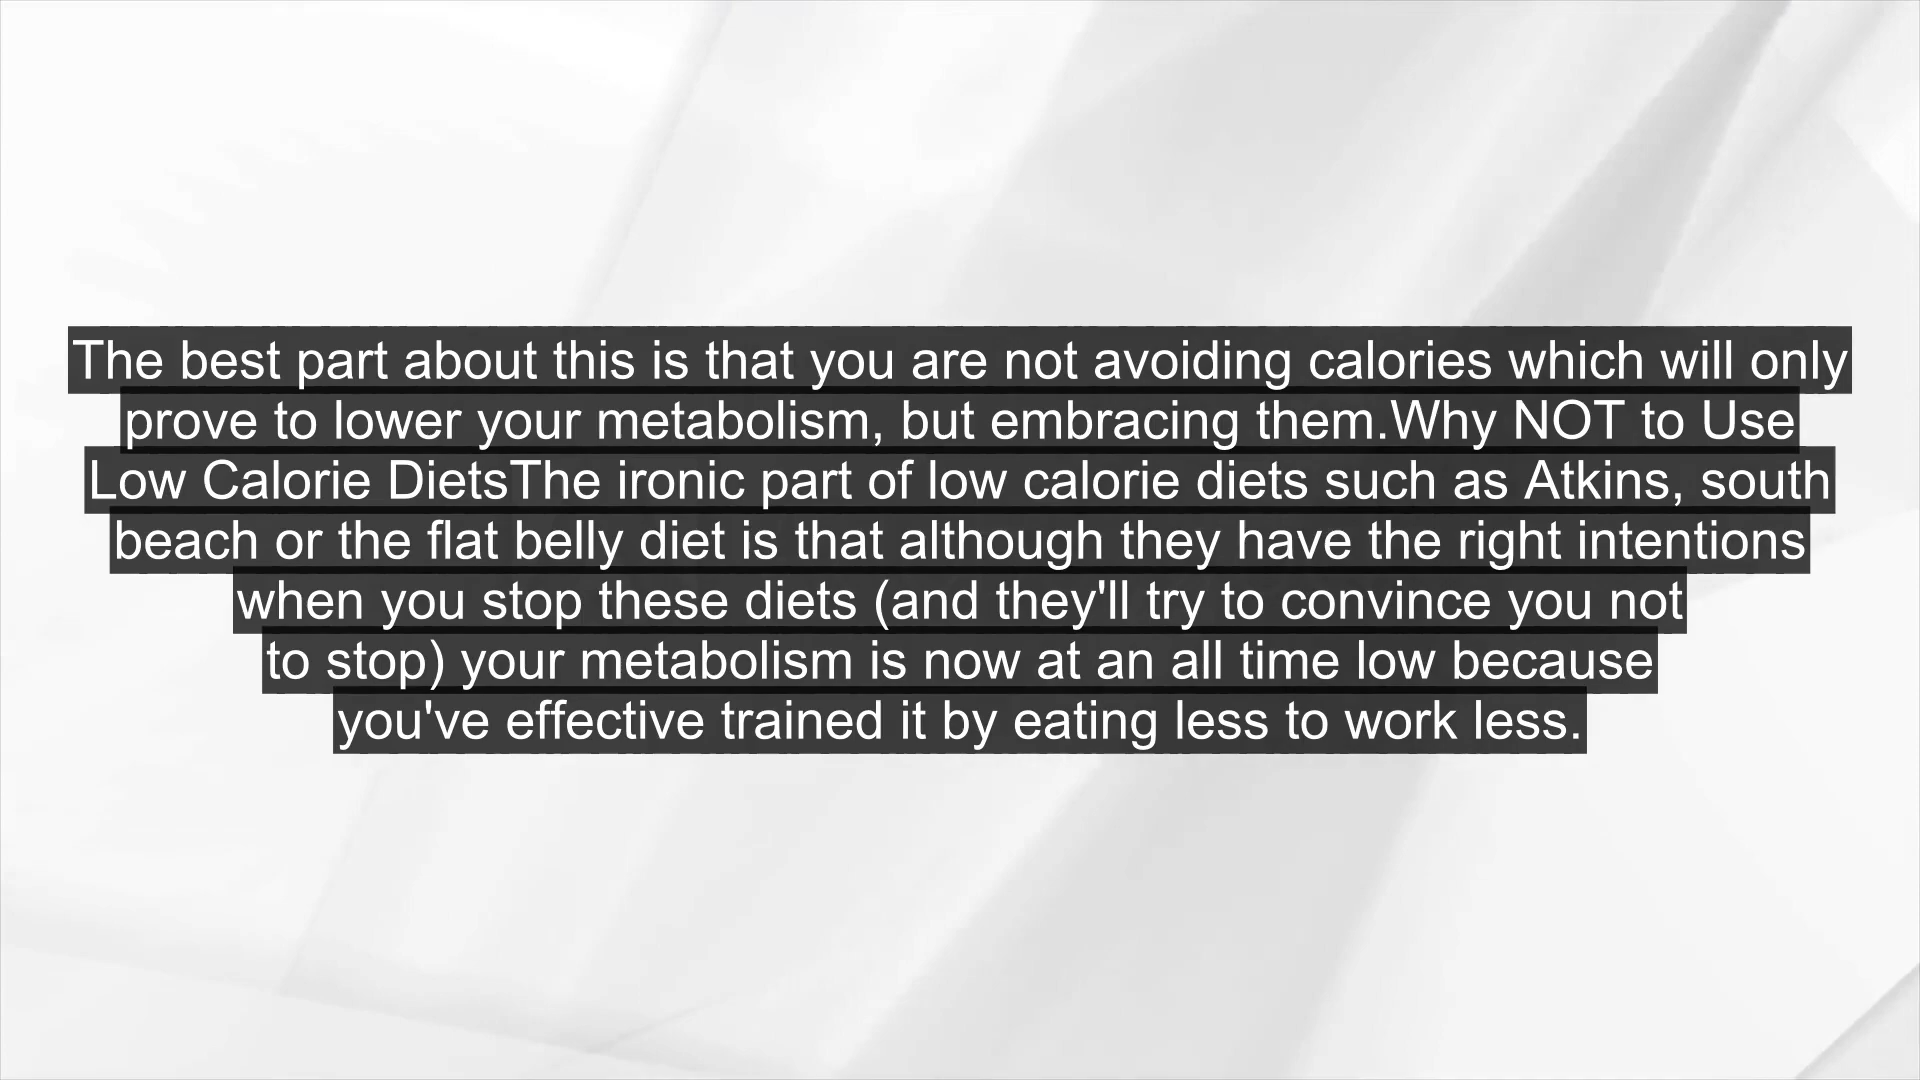 The best part about this is that you are not avoiding calories which will only
prove to lower your metabolism, but embracing them.Why NOT to Use
Low Calorie DietsThe ironic part of low calorie diets such as Atkins, south
beach or the flat belly diet is that although they have the right intentions
when you stop these diets (and they'll try to convince you not
to stop) your metabolism is now at an all time low because
you've effective trained it by eating less to work less.